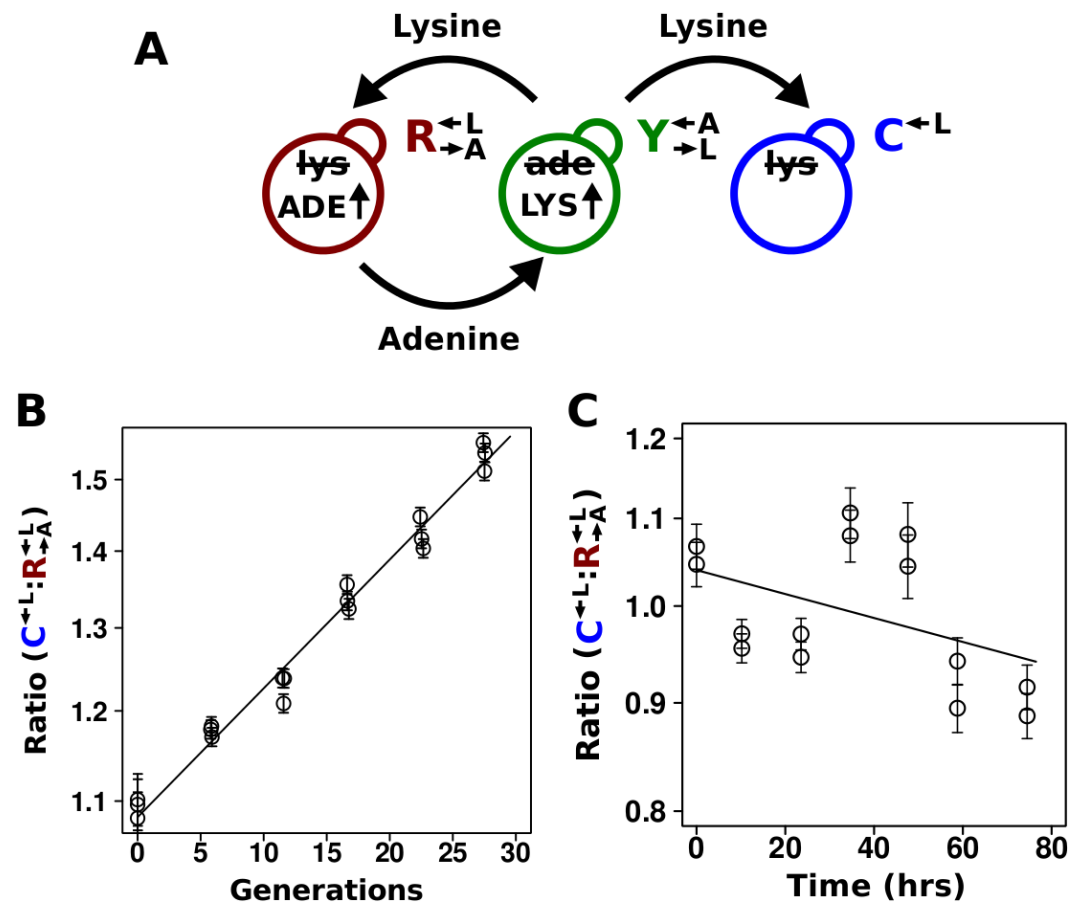 A
Lysine
Lysine
lys
ADE
R
L
A
ade
LYS
Y
A
L
lys
C
L
Adenine
B
Ratio (C←L:R←L→A)
1.5
1.4
1.3
1.2
1.1
0 5 10 15 20 25 30
Generations
C
Ratio (C←L:R←L→A)
1.2
1.1
1.0
0.9
0.8
0 20 40 60 80
Time (hrs)